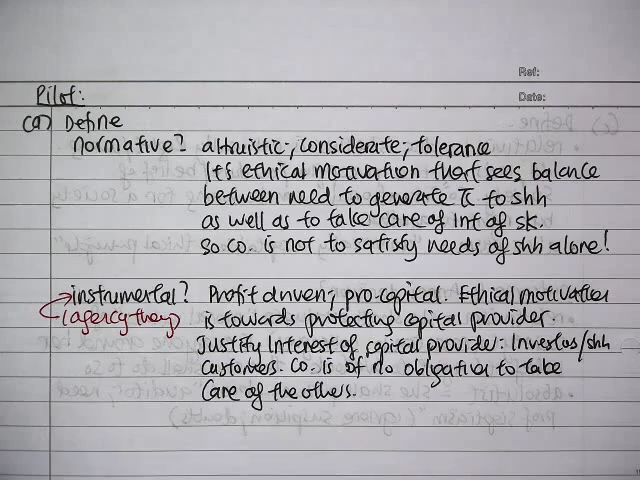 Ref:
Pilot:
Date:
(a) Define
normative? altruistic, considerate, tolerance
It's ethical motivation that sees balance
between need to generate π to shh
as well as to take care of int of sk.
So co. is not to satisfy needs of shh alone!
instrumental? Profit driven, pro-capital. Ethical motivation
(agency theory) is towards protecting capital provider.
Justify interest of capital provider: Investos/shh
Customers. Co. is of no obligation to take
Care of the others.